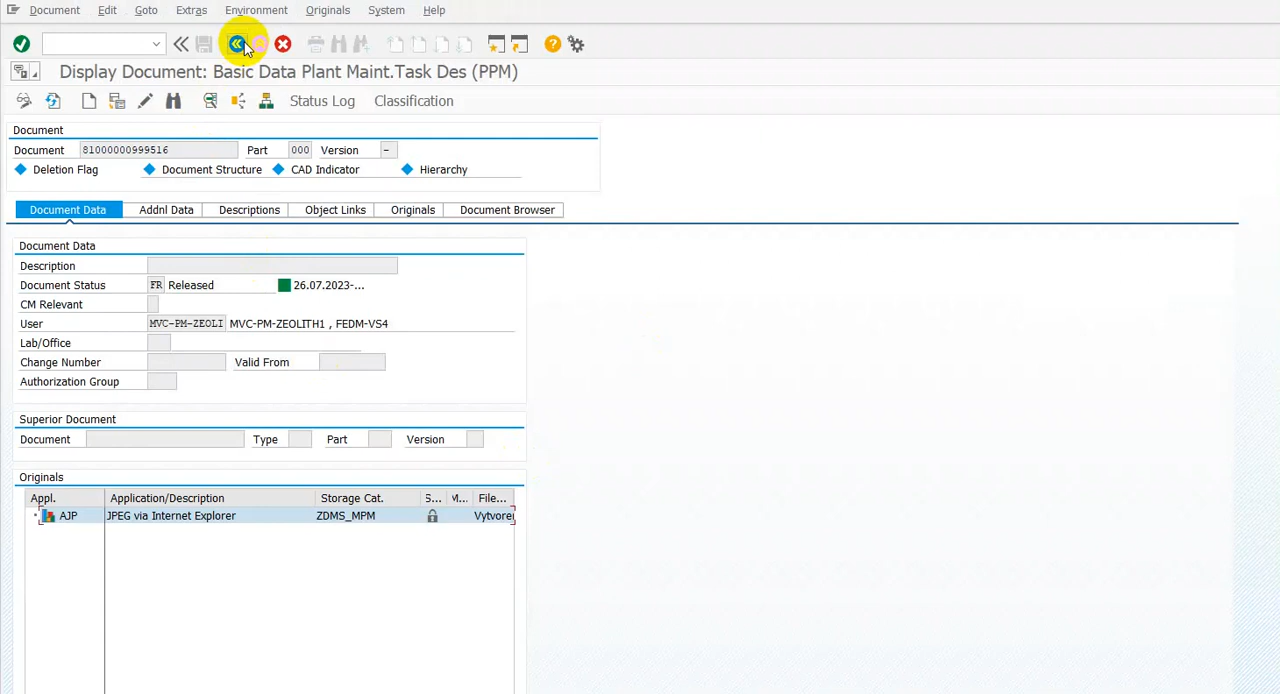 Document Edit Goto Extras Environment Originals System Help
Display Document: Basic Data Plant Maint.Task Des (PPM)
Status Log Classification
Document
Document 81000000999516 Part 000 Version -
Deletion Flag Document Structure CAD Indicator Hierarchy
Document Data Addnl Data Descriptions Object Links Originals Document Browser
Document Data
Description
Document Status FR Released 26.07.2023-...
CM Relevant
User MVC-PM-ZEOLI MVC-PM-ZEOLITH1 , FEDM-VS4
Lab/Office
Change Number Valid From
Authorization Group
Superior Document
Document Type Part Version
Originals
Appl. Application/Description Storage Cat. S... M... File...
AJP JPEG via Internet Explorer ZDMS_MPM Vytvore